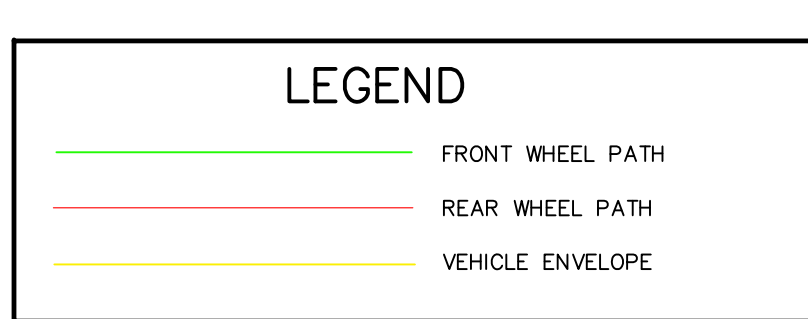 LEGEND
FRONT WHEEL PATH
REAR WHEEL PATH
VEHICLE ENVELOPE